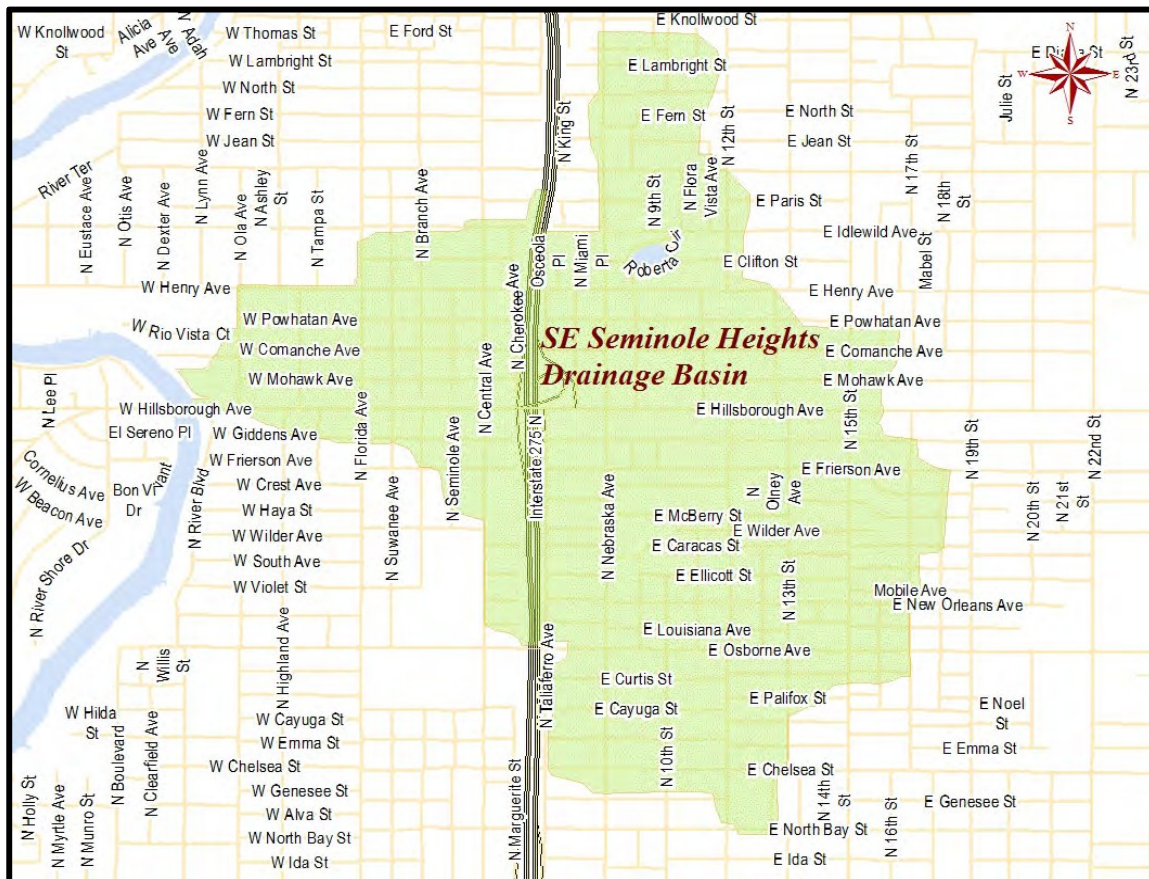 W Knollwood
St
Alicia
Ave
N Adah
Ave
W Thomas St
E Ford St
E Knollwood St
N
W
E
S
N 23rd St
W Lambright St
E Lambright St
Julie St
W North St
W Fern St
N King St
E Fern St
N 12th St
E North St
W Jean St
E Jean St
River Ter
N Eustace Ave
N Otis Ave
N Dexter Ave
N Lynn Ave
N Ola Ave
N Ashley
St
N Tampa St
N Branch Ave
N 9th St
N Flora
Vista Ave
E Paris St
N 17th St
N 18th
St
E Idlewild Ave
Osceola
Pl
N Miami
Pl
Roberta Cir
E Clifton St
Mabel St
W Henry Ave
E Henry Ave
W Rio Vista Ct
W Powhatan Ave
N Cherokee Ave
SE Seminole Heights
Drainage Basin
E Powhatan Ave
W Comanche Ave
E Comanche Ave
W Mohawk Ave
E Mohawk Ave
N Lee Pl
N Central Ave
W Hillsborough Ave
E Hillsborough Ave
El Sereno Pl
W Giddens Ave
N Florida Ave
N 15th St
N 19th St
N 22nd St
Cornelius Ave
W Beacon Ave
Bon Vivant
Dr
W Frierson Ave
E Frierson Ave
W Crest Ave
N Seminole Ave
Interstate 275 N
N
Olney
Ave
N River Blvd
W Haya St
N Suwanee Ave
N Nebraska Ave
E McBerry St
E Wilder Ave
N 20th St
N 21st
St
W Wilder Ave
E Caracas St
N River Shore Dr
W South Ave
E Ellicott St
N 13th St
W Violet St
Mobile Ave
E New Orleans Ave
E Louisiana Ave
E Osborne Ave
N
Willis
St
N Highland Ave
N Taliaferro Ave
E Curtis St
E Palifox St
W Hilda
St
W Cayuga St
E Cayuga St
E Noel
St
N Boulevard
N Clearfield Ave
W Emma St
N 10th St
E Emma St
W Chelsea St
E Chelsea St
N Holly St
N Myrtle Ave
N Munro St
W Genesee St
N Marguerite St
N 14th
St
N 16th St
E Genesee St
W Alva St
W North Bay St
E North Bay St
W Ida St
E Ida St